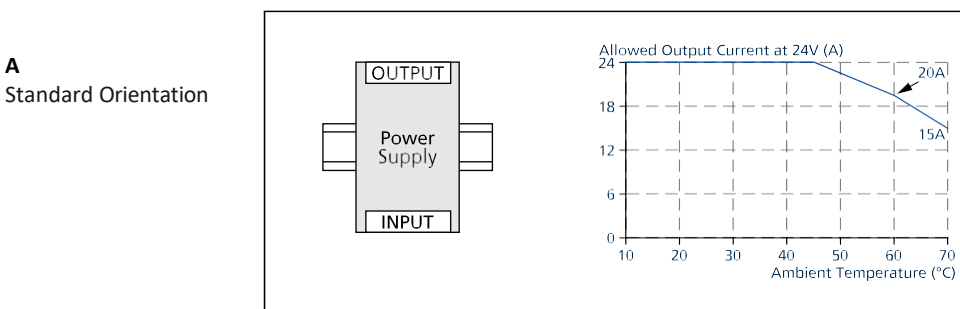 A
Standard Orientation
OUTPUT
Power
Supply
INPUT
Allowed Output Current at 24V (A)
24
18
12
6
0
20A
15A
10 20 30 40 50 60 70
Ambient Temperature (°C)